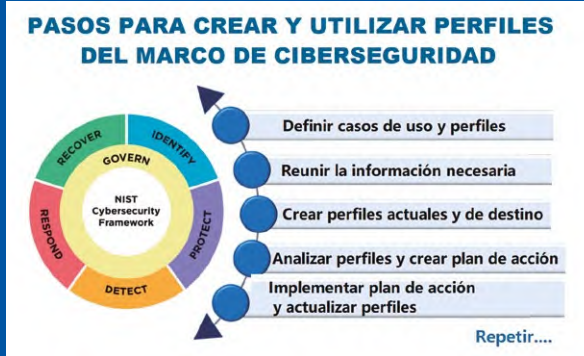 PASOS PARA CREAR Y UTILIZAR PERFILES
DEL MARCO DE CIBERSEGURIDAD
RECOVER
IDENTIFY
GOVERN
NIST
Cybersecurity
Framework
RESPOND
PROTECT
DETECT
Definir casos de uso y perfiles
Reunir la información necesaria
Crear perfiles actuales y de destino
Analizar perfiles y crear plan de acción
Implementar plan de acción
y actualizar perfiles
Repetir....